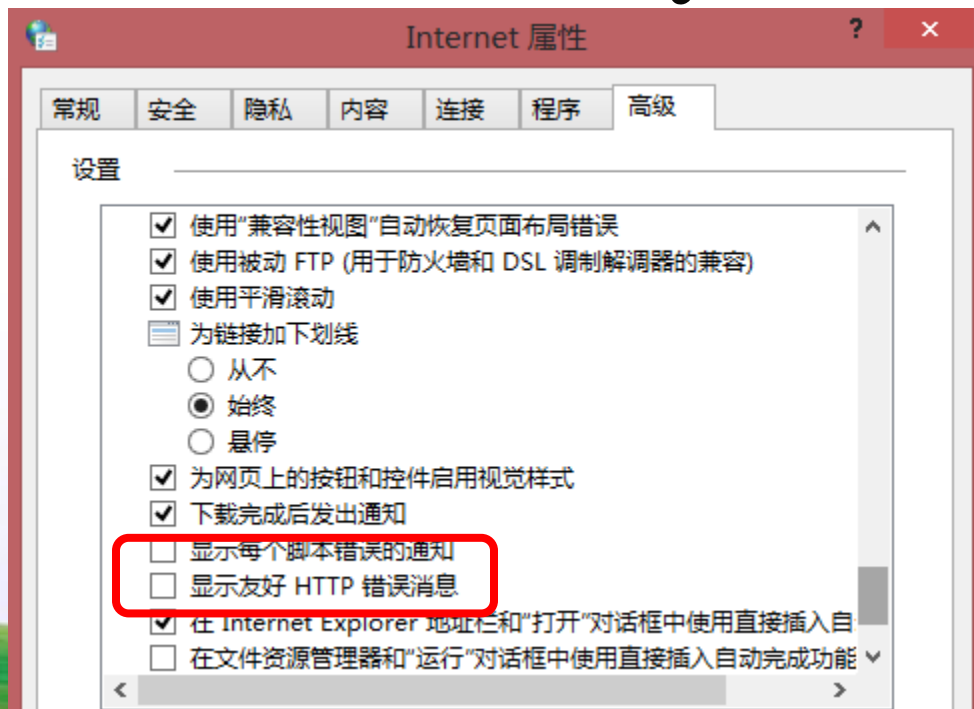 Internet 属性
? ×
常规 安全 隐私 内容 连接 程序 高级
设置
使用“兼容性视图”自动恢复页面布局错误
使用被动 FTP (用于防火墙和 DSL 调制解调器的兼容)
使用平滑滚动
为链接加下划线
从不
始终
悬停
为网页上的按钮和控件启用视觉样式
下载完成后发出通知
显示每个脚本错误的通知
显示友好 HTTP 错误消息
在 Internet Explorer 地址栏和“打开”对话框中使用直接插入自
在文件资源管理器和“运行”对话框中使用直接插入自动完成功能